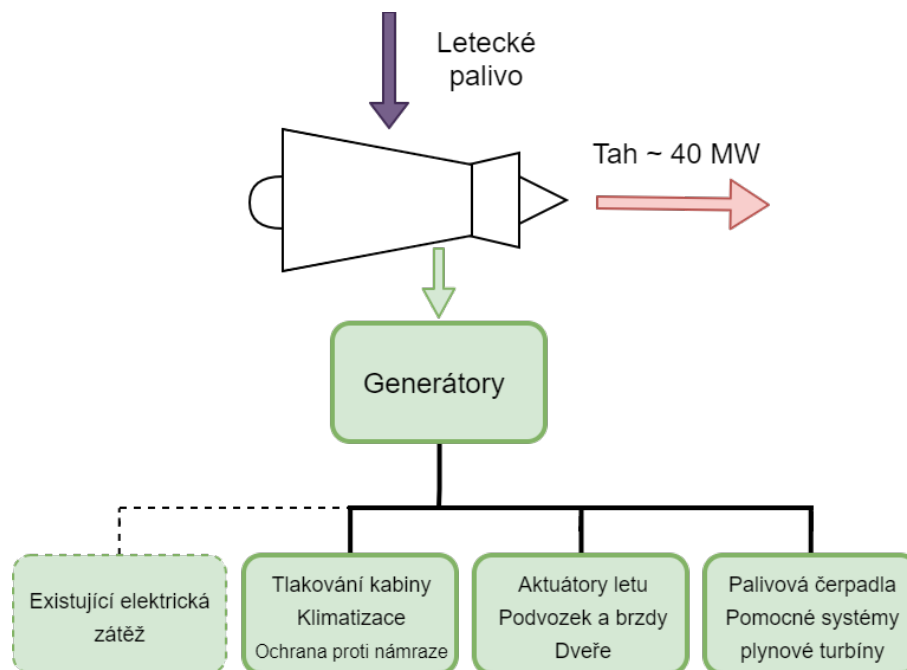 Letecké
palivo
Tah ~ 40 MW
Generátory
Existující elektrická
zátěž
Tlakování kabiny
Klimatizace
Ochrana proti námraze
Aktuátory letu
Podvozek a brzdy
Dveře
Palivová čerpadla
Pomocné systémy
plynové turbíny